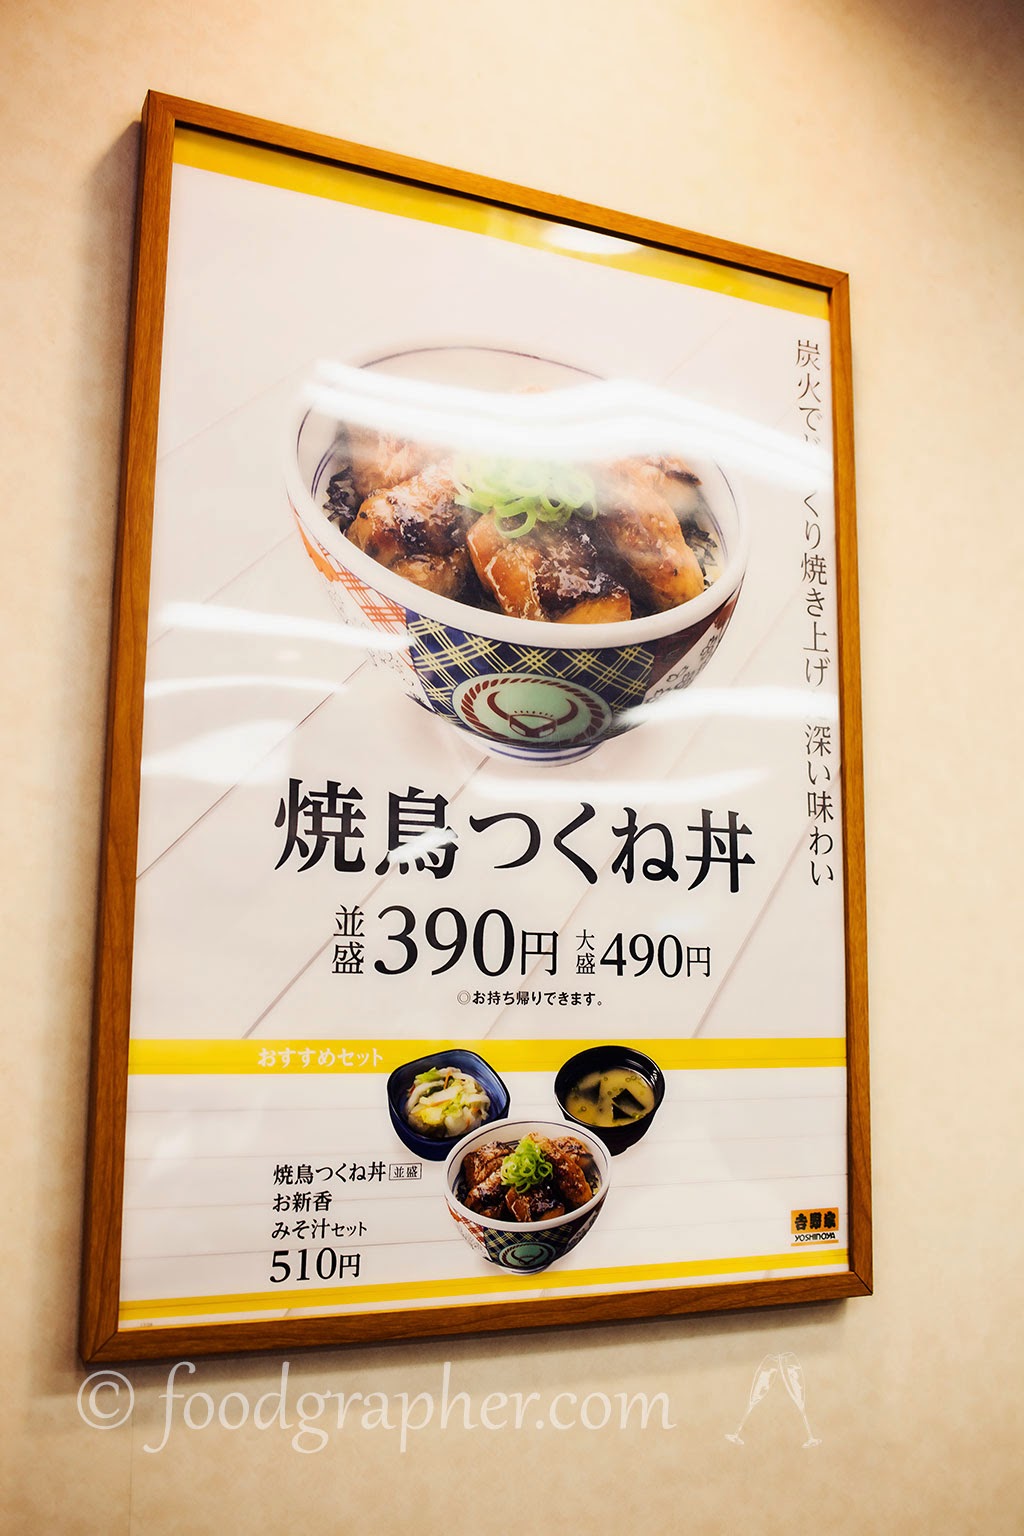 炭火で くり焼き上げ 深い味わい
焼鳥つくね丼
並盛390円 大盛490円
◎お持ち帰りできます。
おすすめセット
焼鳥つくね丼 並盛
お新香
みそ汁セット
510円
吉野家
YOSHINOYA
© foodgrapher.com